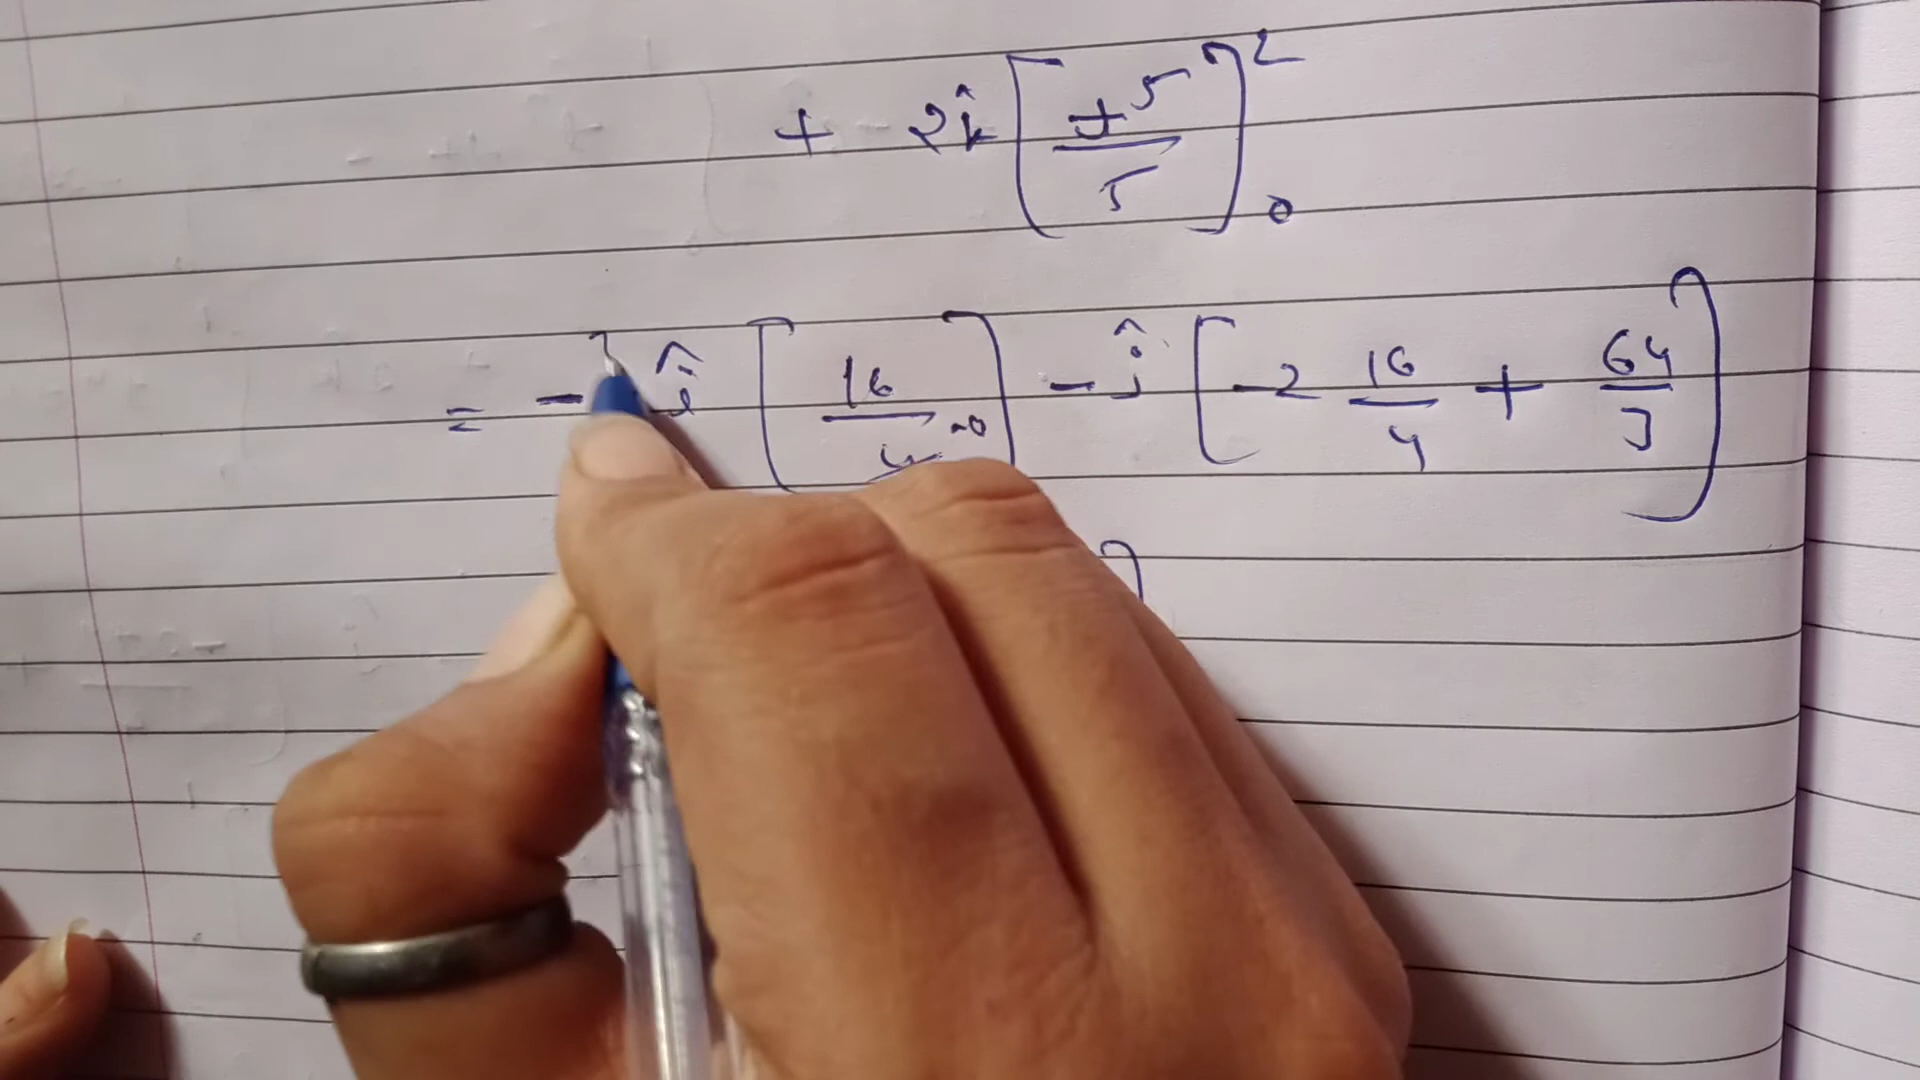 + 2k̂ [t⁵/5]₀²
= - î [16/4 -0] - ĵ [-2 16/4 + 64/3]